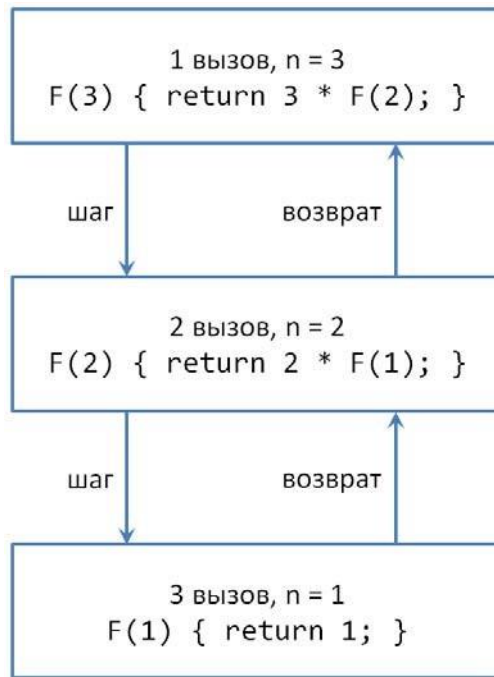 1 вызов, n = 3
F(3) { return 3 * F(2); }
шаг
возврат
2 вызов, n = 2
F(2) { return 2 * F(1); }
шаг
возврат
3 вызов, n = 1
F(1) { return 1; }